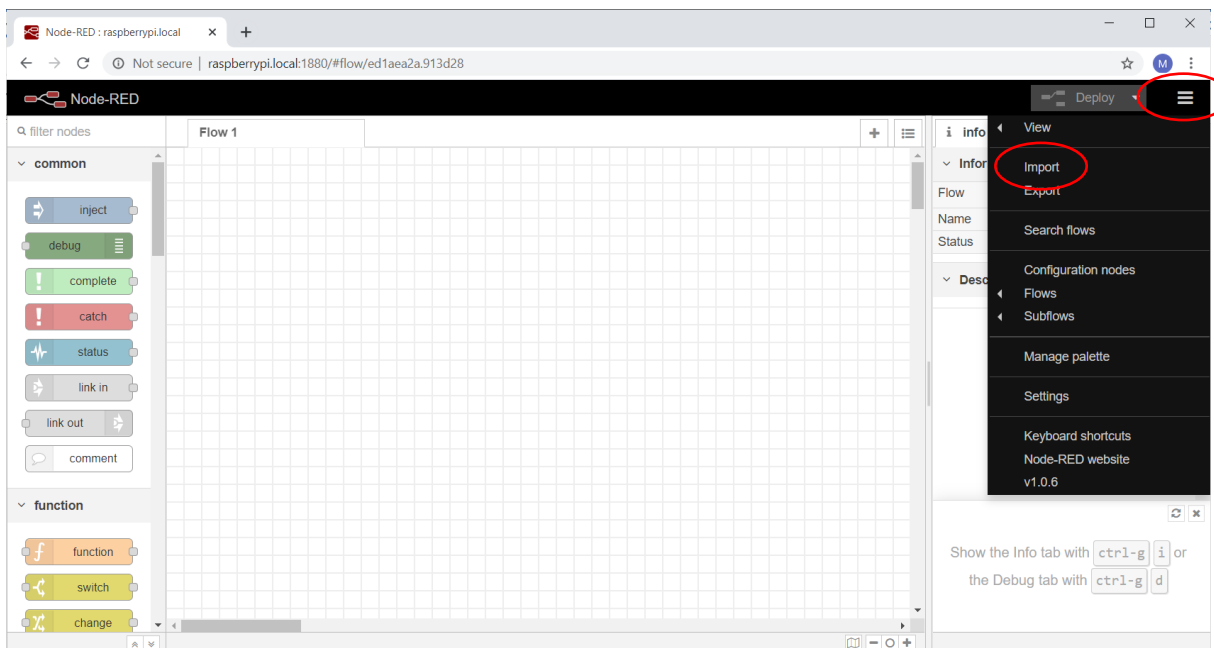 Node-RED : raspberrypi.local
Not secure | raspberrypi.local:1880/#flow/ed1aea2a.913d28
M
Node-RED
Deploy
filter nodes
Flow 1
i info
View
common
Infor
Import
Flow
Export
inject
Name
Search flows
debug
Status
complete
Desc
Configuration nodes
Flows
catch
Subflows
status
Manage palette
link in
Settings
link out
Keyboard shortcuts
comment
Node-RED website
v1.0.6
function
f function
Show the Info tab with ctrl-g i or
the Debug tab with ctrl-g d
switch
change